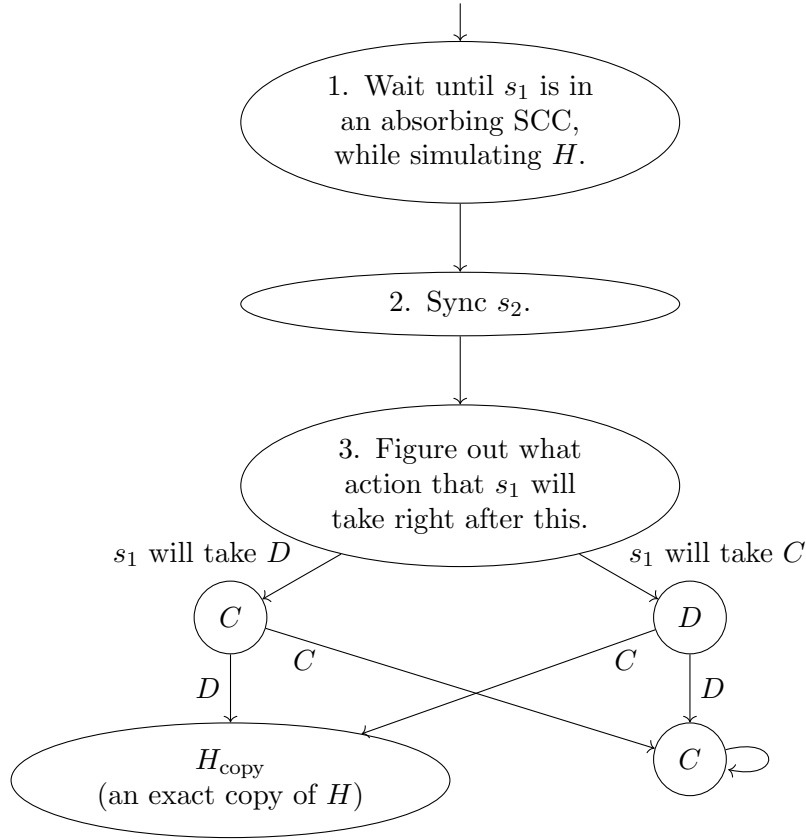 1. Wait until s₁ is in
an absorbing SCC,
while simulating H.
2. Sync s₂.
3. Figure out what
action that s₁ will
take right after this.
s₁ will take D
s₁ will take C
C
D
C
C
D
D
H_copy
(an exact copy of H)
C